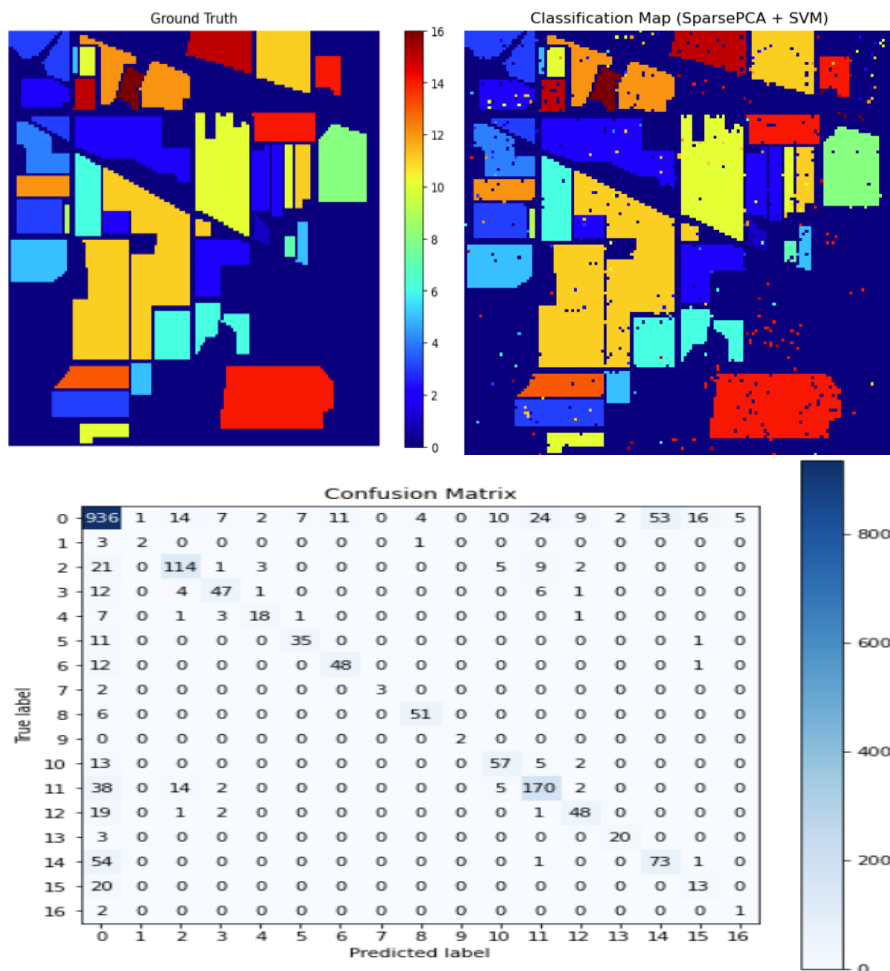 Ground Truth
Classification Map (SparsePCA + SVM)
16
14
12
10
8
6
4
2
0
Confusion Matrix
0 936 1 14 7 2 7 11 0 4 0 10 24 9 2 53 16 5
1 3 2 0 0 0 0 0 0 1 0 0 0 0 0 0 0 0
2 21 0 114 1 3 0 0 0 0 0 5 9 2 0 0 0 0
3 12 0 4 47 1 0 0 0 0 0 0 6 1 0 0 0 0
4 7 0 1 3 18 1 0 0 0 0 0 0 1 0 0 0 0
5 11 0 0 0 0 35 0 0 0 0 0 0 0 0 0 1 0
6 12 0 0 0 0 0 48 0 0 0 0 0 0 0 0 1 0
7 2 0 0 0 0 0 0 3 0 0 0 0 0 0 0 0 0
8 6 0 0 0 0 0 0 0 51 0 0 0 0 0 0 0 0
9 0 0 0 0 0 0 0 0 0 2 0 0 0 0 0 0 0
10 13 0 0 0 0 0 0 0 0 0 57 5 2 0 0 0 0
11 38 0 14 2 0 0 0 0 0 0 5 170 2 0 0 0 0
12 19 0 1 2 0 0 0 0 0 0 0 1 48 0 0 0 0
13 3 0 0 0 0 0 0 0 0 0 0 0 0 20 0 0 0
14 54 0 0 0 0 0 0 0 0 0 0 1 0 0 73 1 0
15 20 0 0 0 0 0 0 0 0 0 0 0 0 0 0 13 0
16 2 0 0 0 0 0 0 0 0 0 0 0 0 0 0 0 1
0 1 2 3 4 5 6 7 8 9 10 11 12 13 14 15 16
Predicted label
True label
800
600
400
200
0